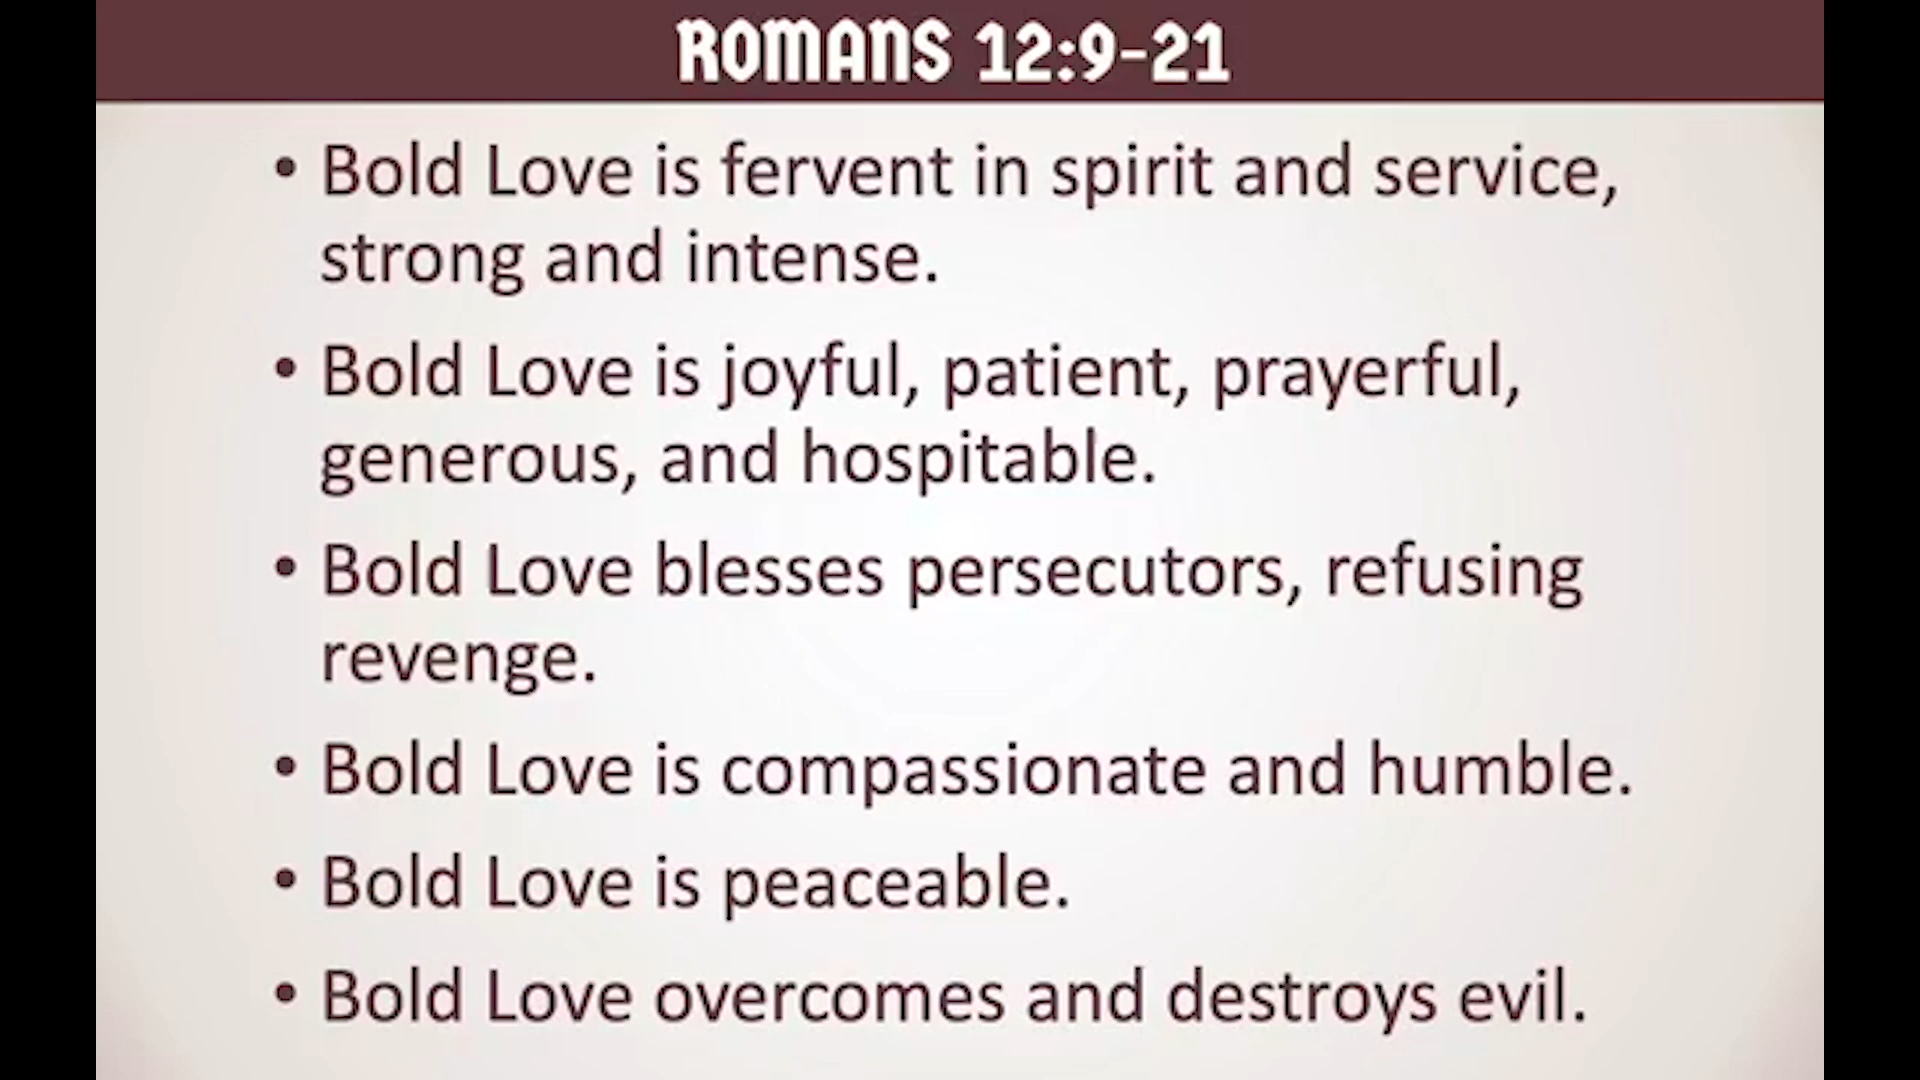 ROMANS 12:9-21
• Bold Love is fervent in spirit and service,
strong and intense.
• Bold Love is joyful, patient, prayerful,
generous, and hospitable.
• Bold Love blesses persecutors, refusing
revenge.
• Bold Love is compassionate and humble.
• Bold Love is peaceable.
• Bold Love overcomes and destroys evil.